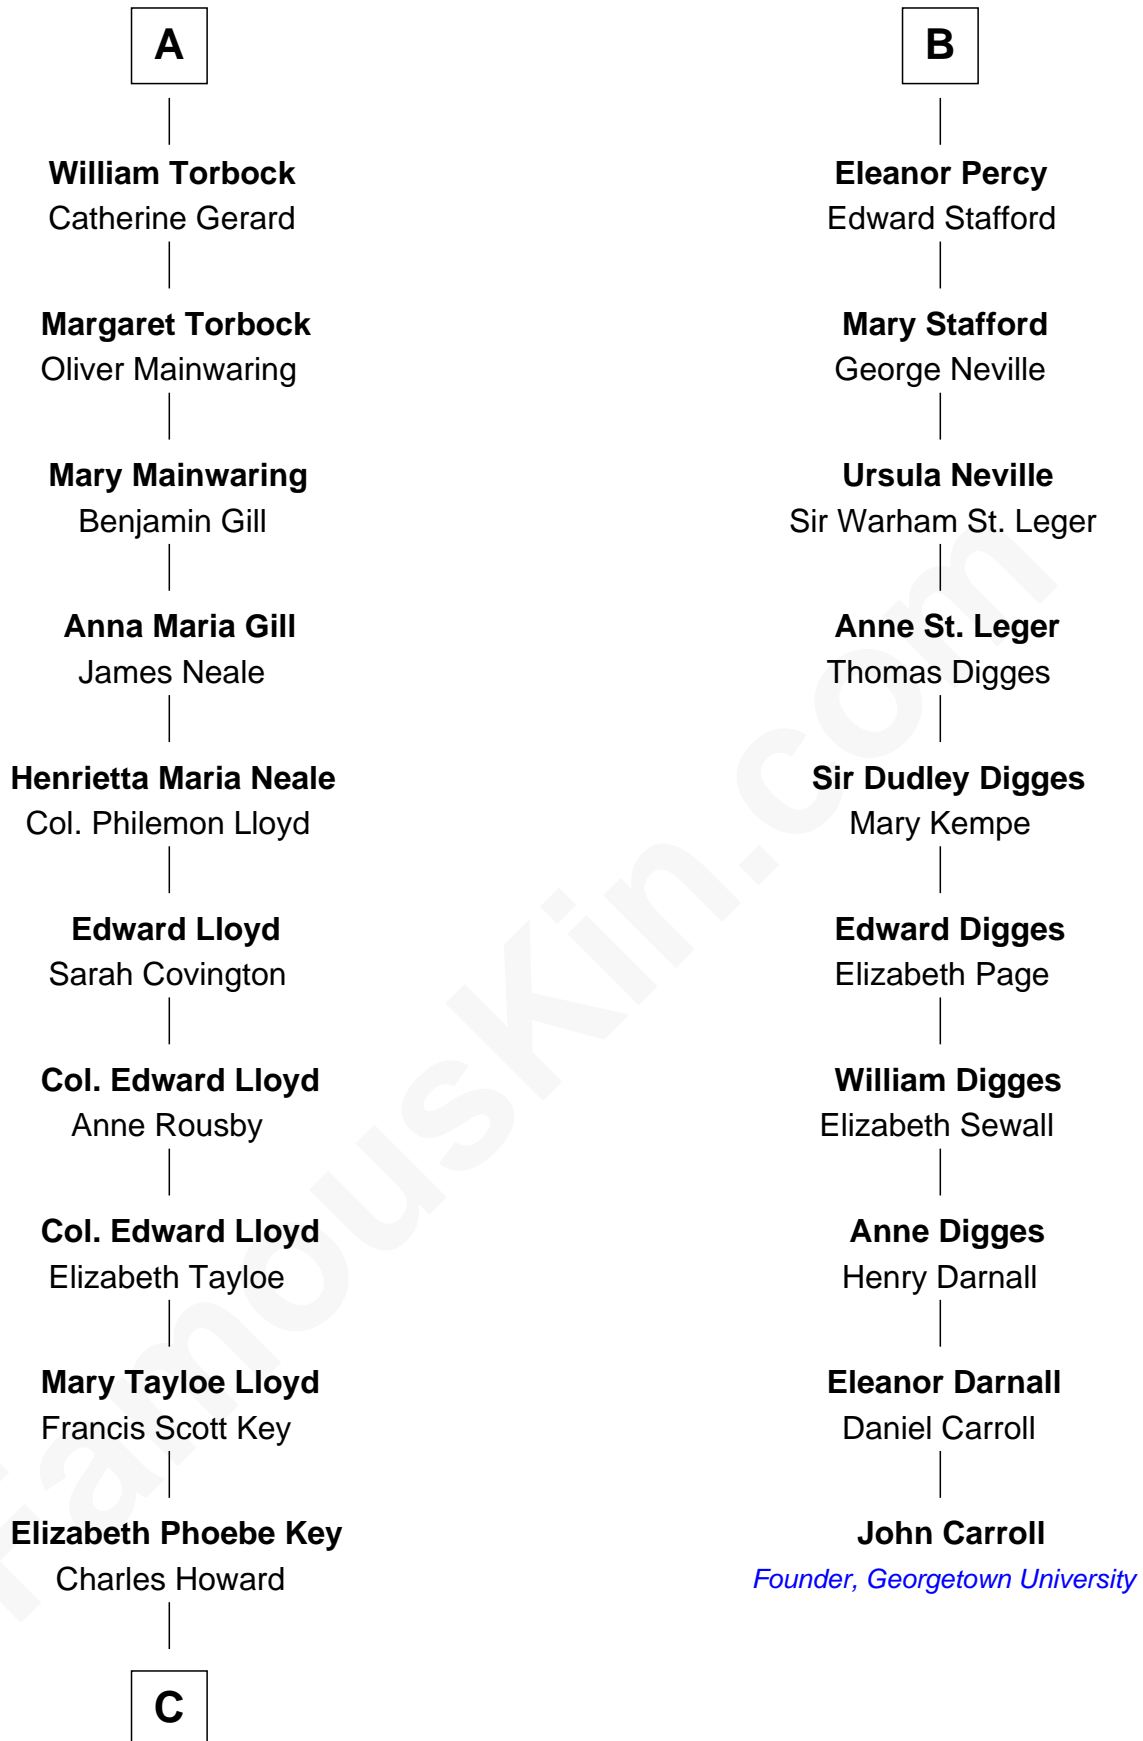 A
William Torbock
Catherine Gerard
Margaret Torbock
Oliver Mainwaring
Mary Mainwaring
Benjamin Gill
Anna Maria Gill
James Neale
Henrietta Maria Neale
Col. Philemon Lloyd
Edward Lloyd
Sarah Covington
Col. Edward Lloyd
Anne Rousby
Col. Edward Lloyd
Elizabeth Tayloe
Mary Tayloe Lloyd
Francis Scott Key
Elizabeth Phoebe Key
Charles Howard
C
B
Eleanor Percy
Edward Stafford
Mary Stafford
George Neville
Ursula Neville
Sir Warham St. Leger
Anne St. Leger
Thomas Digges
Sir Dudley Digges
Mary Kempe
Edward Digges
Elizabeth Page
William Digges
Elizabeth Sewall
Anne Digges
Henry Darnall
Eleanor Darnall
Daniel Carroll
John Carroll
Founder, Georgetown University
FamousKin.com